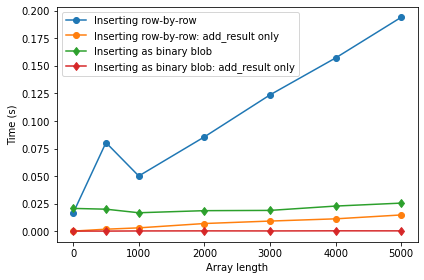 0.200
0.175
0.150
0.125
0.100
0.075
0.050
0.025
0.000
Time (s)
Inserting row-by-row
Inserting row-by-row: add_result only
Inserting as binary blob
Inserting as binary blob: add_result only
0 1000 2000 3000 4000 5000
Array length